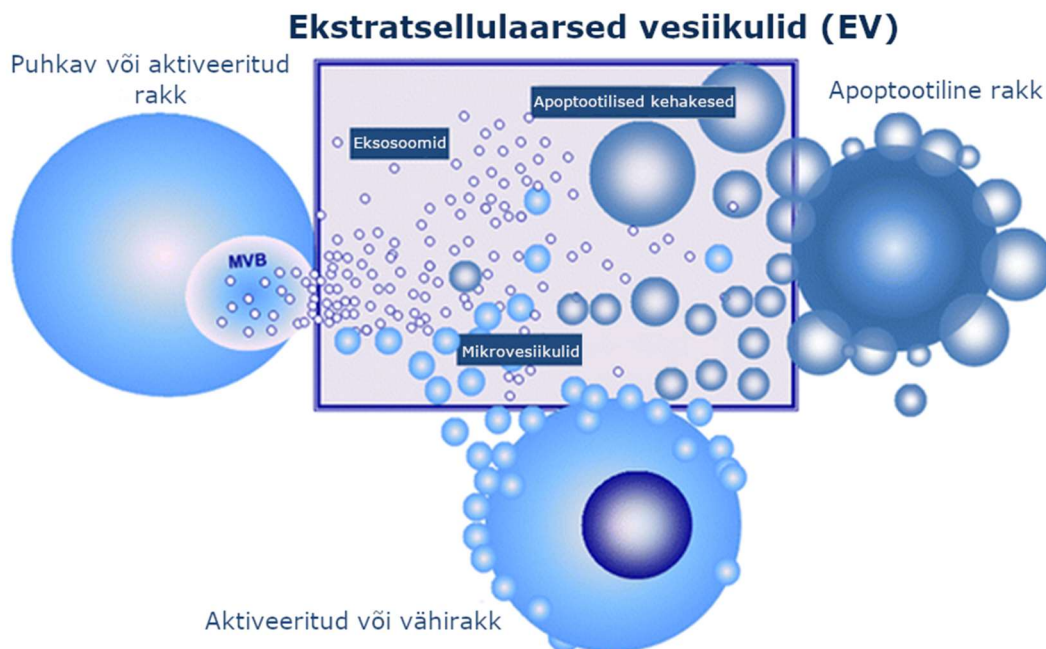 Ekstratsellulaarsed vesiikulid (EV)
Puhkav või aktiveeritud
rakk
Apoptootilised kehakesed
Apoptootiline rakk
Eksosoomid
MVB
Mikrovesiikulid
Aktiveeritud või vähirakk